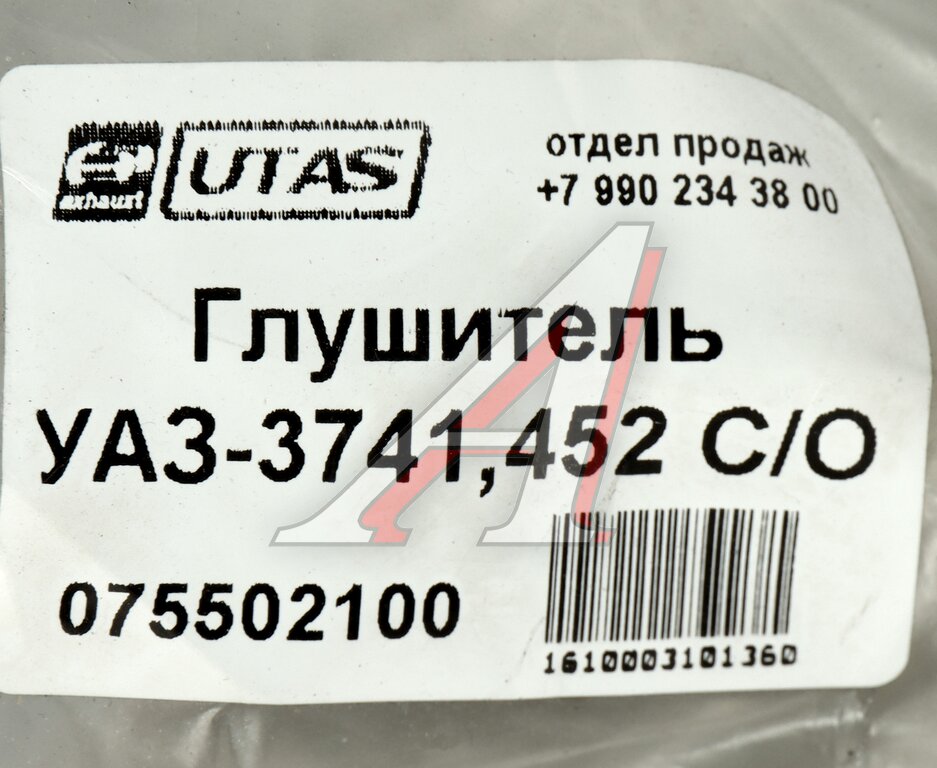 exhaust
UTAS
отдел продаж
+7 990 234 38 00
Глушитель
УАЗ-3741,452 С/О
075502100
1610003101360